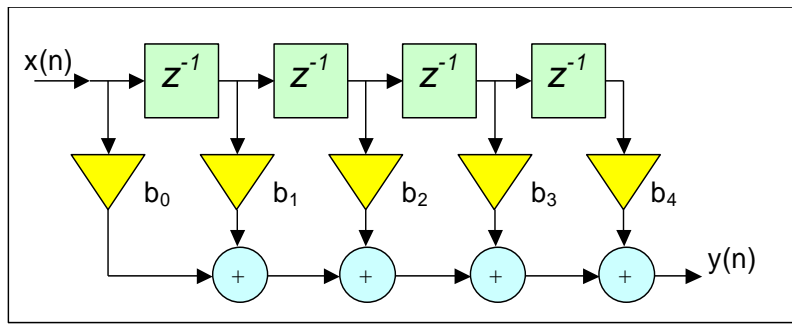 x(n)
z⁻¹ z⁻¹ z⁻¹ z⁻¹
b₀ b₁ b₂ b₃ b₄
+ + + + y(n)